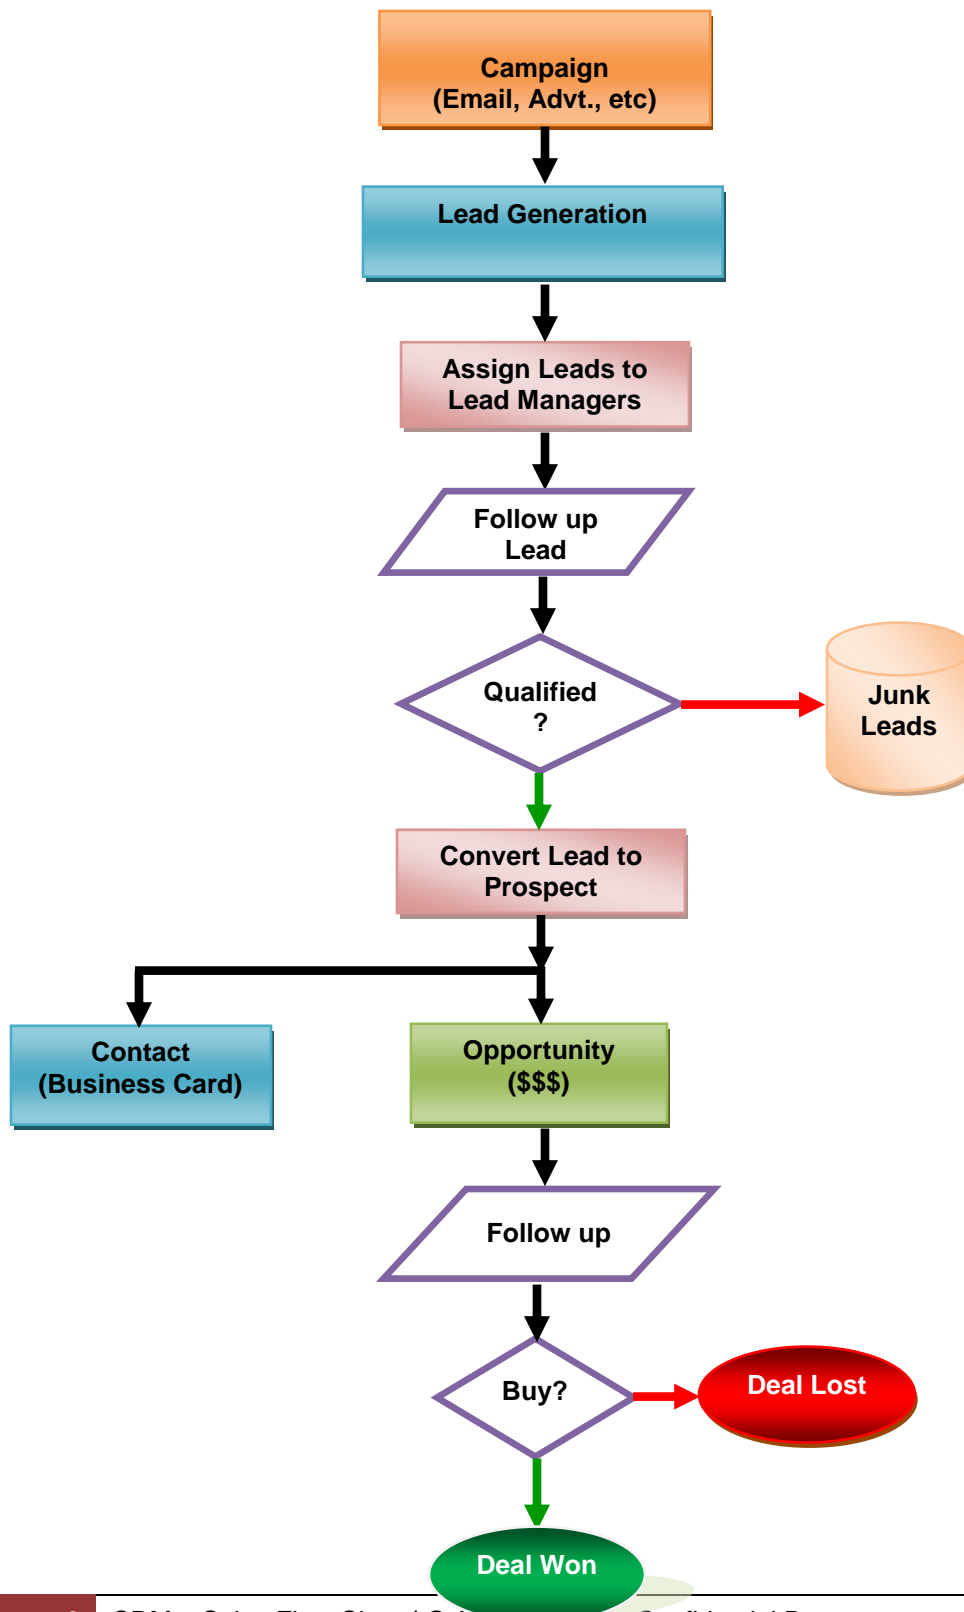 Campaign
(Email, Advt., etc)
Lead Generation
Assign Leads to
Lead Managers
Follow up
Lead
Qualified
?
Junk
Leads
Convert Lead to
Prospect
Contact
(Business Card)
Opportunity
($$$)
Follow up
Buy?
Deal Lost
Deal Won